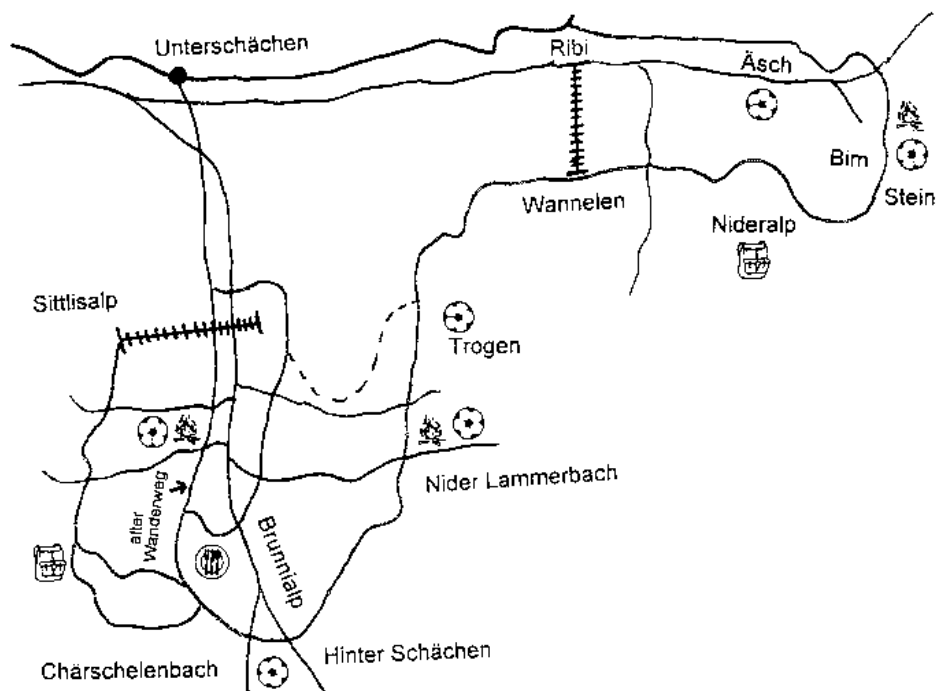 Unterschächen
Ribi
Äsch
Bim
Stein
Wannelen
Nideralp
Sittlisalp
Trogen
Nider Lammerbach
alter
Wanderweg
Brunnialp
Hinter Schächen
Chärschelenbach